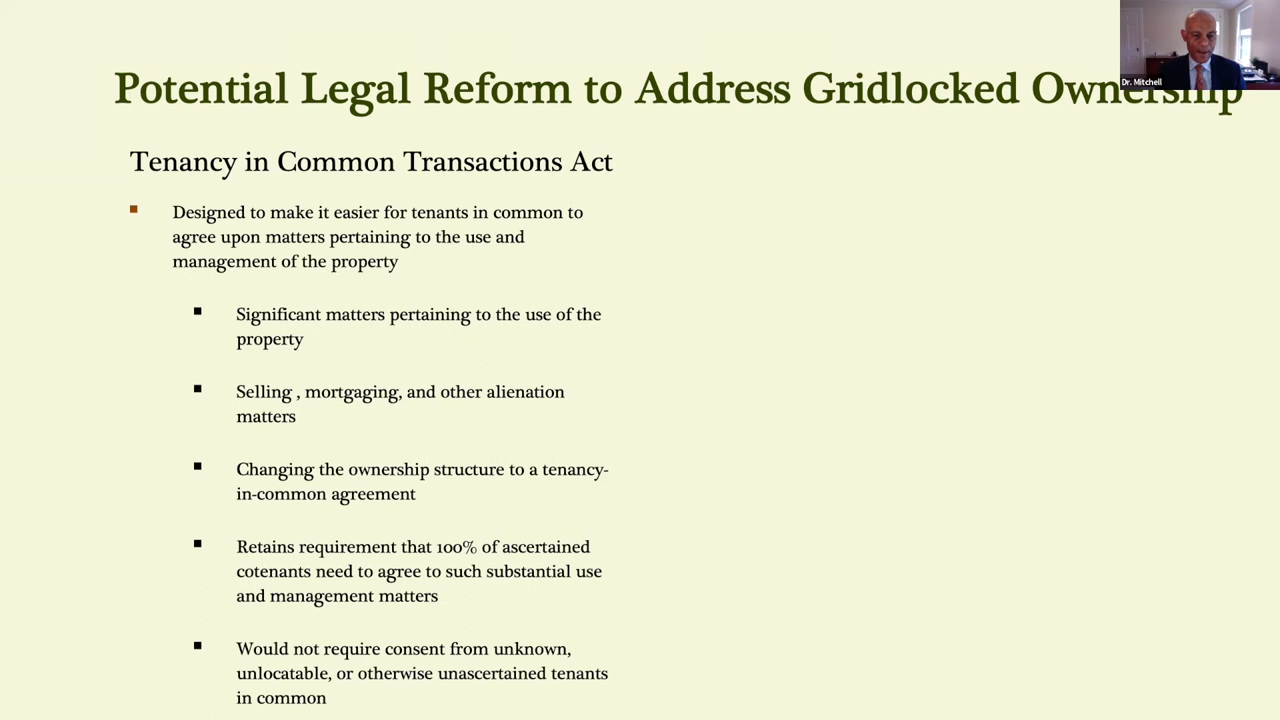 Potential Legal Reform to Address Gridlocked Ownership
Dr. Mitchell
Tenancy in Common Transactions Act
Designed to make it easier for tenants in common to
agree upon matters pertaining to the use and
management of the property
Significant matters pertaining to the use of the
property
Selling , mortgaging, and other alienation
matters
Changing the ownership structure to a tenancy-
in-common agreement
Retains requirement that 100% of ascertained
cotenants need to agree to such substantial use
and management matters
Would not require consent from unknown,
unlocatable, or otherwise unascertained tenants
in common